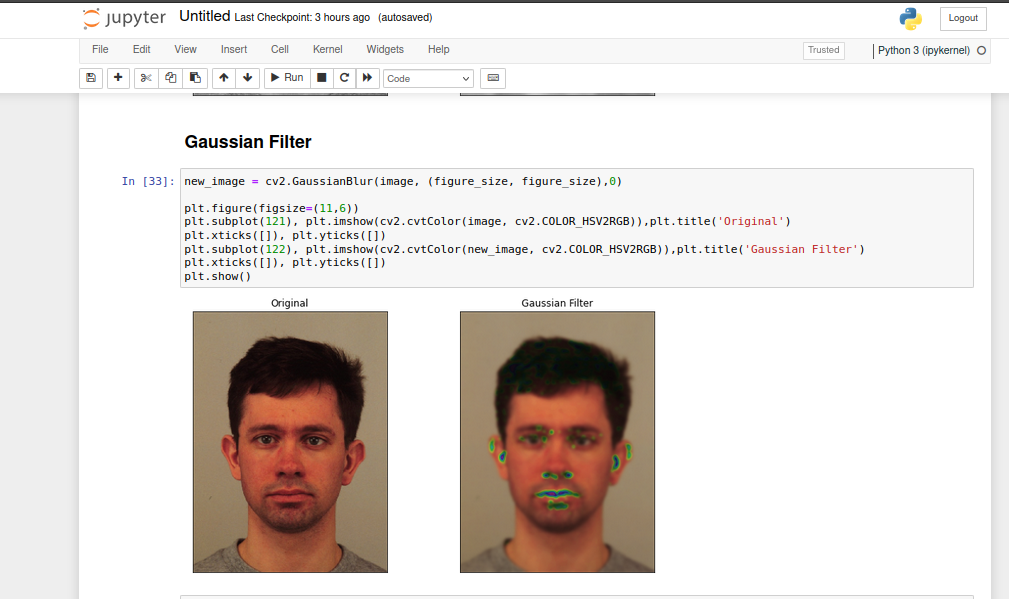 jupyter Untitled Last Checkpoint: 3 hours ago (autosaved) Logout
File Edit View Insert Cell Kernel Widgets Help Trusted Python 3 (ipykernel)
Run Code
Gaussian Filter
In [33]: new_image = cv2.GaussianBlur(image, (figure_size, figure_size),0)
plt.figure(figsize=(11,6))
plt.subplot(121), plt.imshow(cv2.cvtColor(image, cv2.COLOR_HSV2RGB)),plt.title('Original')
plt.xticks([]), plt.yticks([])
plt.subplot(122), plt.imshow(cv2.cvtColor(new_image, cv2.COLOR_HSV2RGB)),plt.title('Gaussian Filter')
plt.xticks([]), plt.yticks([])
plt.show()
Original Gaussian Filter